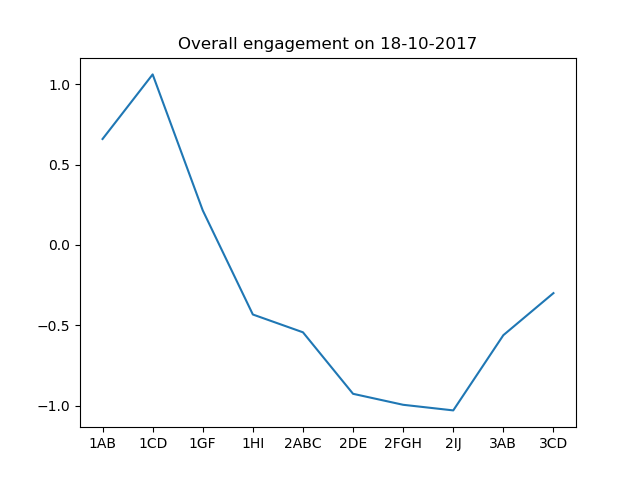 Overall engagement on 18-10-2017
1.0
0.5
0.0
−0.5
−1.0
1AB 1CD 1GF 1HI 2ABC 2DE 2FGH 2IJ 3AB 3CD